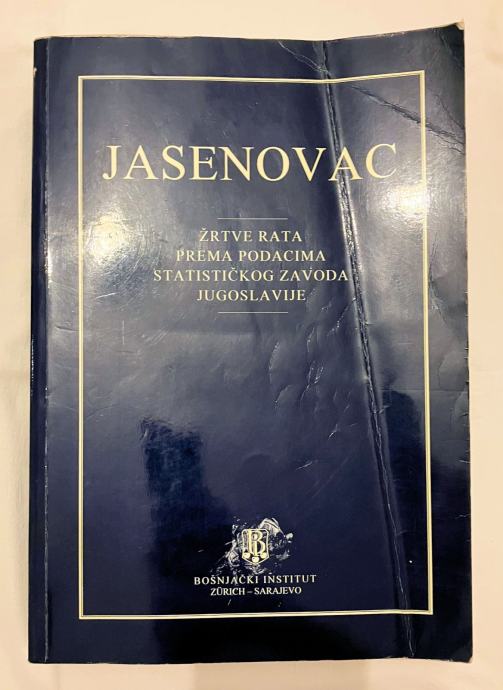 JASENOVAC
ŽRTVE RATA
PREMA PODACIMA
STATISTIČKOG ZAVODA
JUGOSLAVIJE
BOŠNJAČKI INSTITUT
ZÜRICH – SARAJEVO